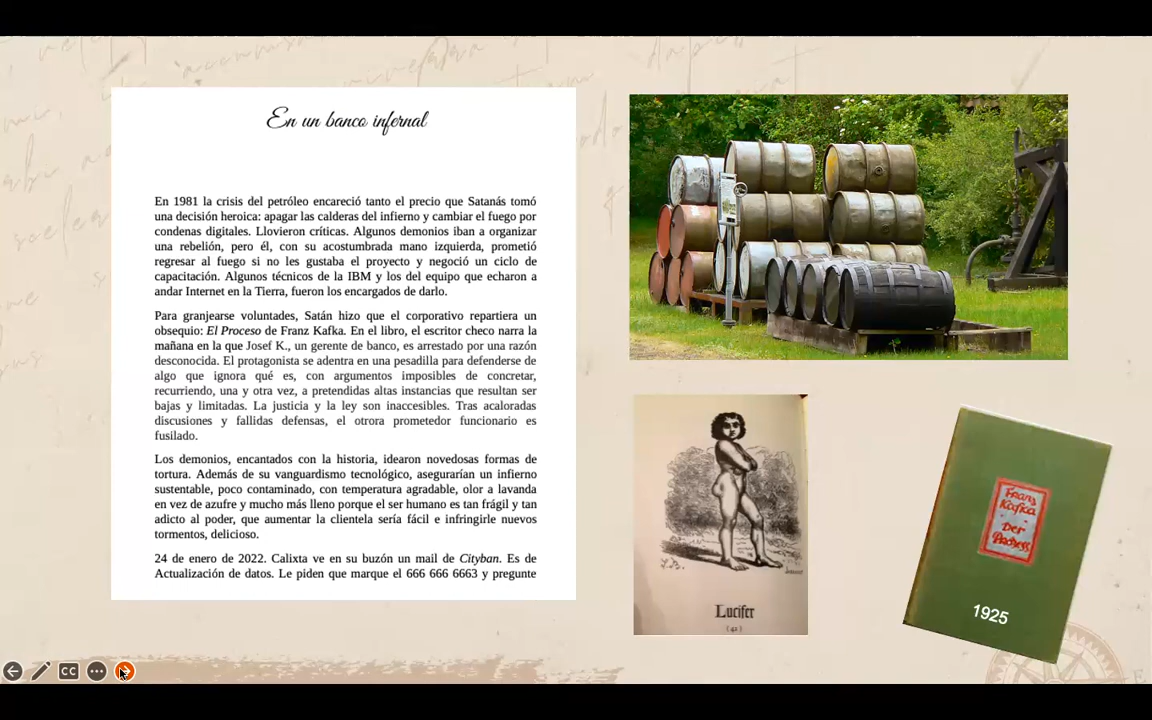 En un banco infernal
En 1981 la crisis del petróleo encareció tanto el precio que Satanás tomó
una decisión heroica: apagar las calderas del infierno y cambiar el fuego por
condenas digitales. Llovieron críticas. Algunos demonios iban a organizar
una rebelión, pero él, con su acostumbrada mano izquierda, prometió
regresar al fuego si no les gustaba el proyecto y negoció un ciclo de
capacitación. Algunos técnicos de la IBM y los del equipo que echaron a
andar Internet en la Tierra, fueron los encargados de darlo.
Para granjearse voluntades, Satán hizo que el corporativo repartiera un
obsequio: El Proceso de Franz Kafka. En el libro, el escritor checo narra la
mañana en la que Josef K., un gerente de banco, es arrestado por una razón
desconocida. El protagonista se adentra en una pesadilla para defenderse de
algo que ignora qué es, con argumentos imposibles de concretar,
recurriendo, una y otra vez, a pretendidas altas instancias que resultan ser
bajas y limitadas. La justicia y la ley son inaccesibles. Tras acaloradas
discusiones y fallidas defensas, el otrora prometedor funcionario es
fusilado.
Los demonios, encantados con la historia, idearon novedosas formas de
tortura. Además de su vanguardismo tecnológico, asegurarían un infierno
sustentable, poco contaminado, con temperatura agradable, olor a lavanda
en vez de azufre y mucho más lleno porque el ser humano es tan frágil y tan
adicto al poder, que aumentar la clientela sería fácil e infringirle nuevos
tormentos, delicioso.
24 de enero de 2022. Calixta ve en su buzón un mail de Cityban. Es de
Actualización de datos. Le piden que marque el 666 666 6663 y pregunte
Lucifer
(42)
Franz
Kafka
Der
Prozess
1925
CC